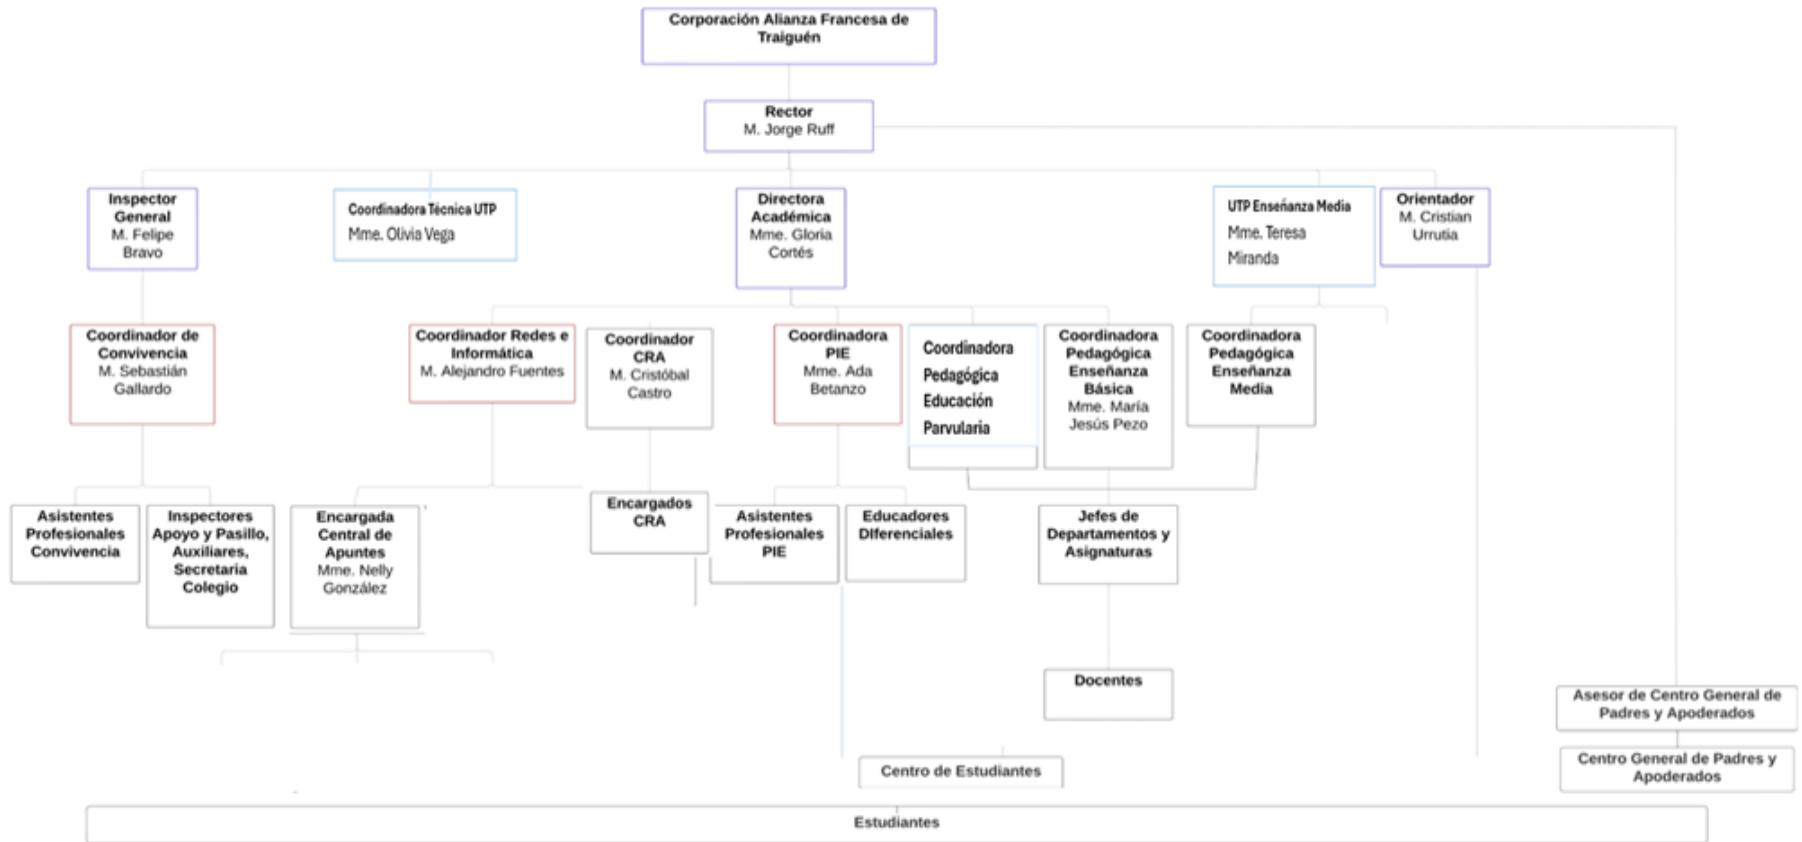 Corporación Alianza Francesa de
Traiguén
Rector
M. Jorge Ruff
Inspector
General
M. Felipe
Bravo
Coordinadora Técnica UTP
Mme. Olivia Vega
Directora
Académica
Mme. Gloria
Cortés
UTP Enseñanza Media
Mme. Teresa
Miranda
Orientador
M. Cristian
Urrutia
Coordinador de
Convivencia
M. Sebastián
Gallardo
Coordinador Redes e
Informática
M. Alejandro Fuentes
Coordinador
CRA
M. Cristóbal
Castro
Coordinadora
PIE
Mme. Ada
Betanzo
Coordinadora
Pedagógica
Educación
Parvularia
Coordinadora
Pedagógica
Enseñanza
Básica
Mme. María
Jesús Pezo
Coordinadora
Pedagógica
Enseñanza
Media
Asistentes
Profesionales
Convivencia
Inspectores
Apoyo y Pasillo,
Auxiliares,
Secretaria
Colegio
Encargada
Central de
Apuntes
Mme. Nelly
González
Encargados
CRA
Asistentes
Profesionales
PIE
Educadores
DIferenciales
Jefes de
Departamentos y
Asignaturas
Docentes
Asesor de Centro General de
Padres y Apoderados
Centro General de Padres y
Apoderados
Centro de Estudiantes
Estudiantes